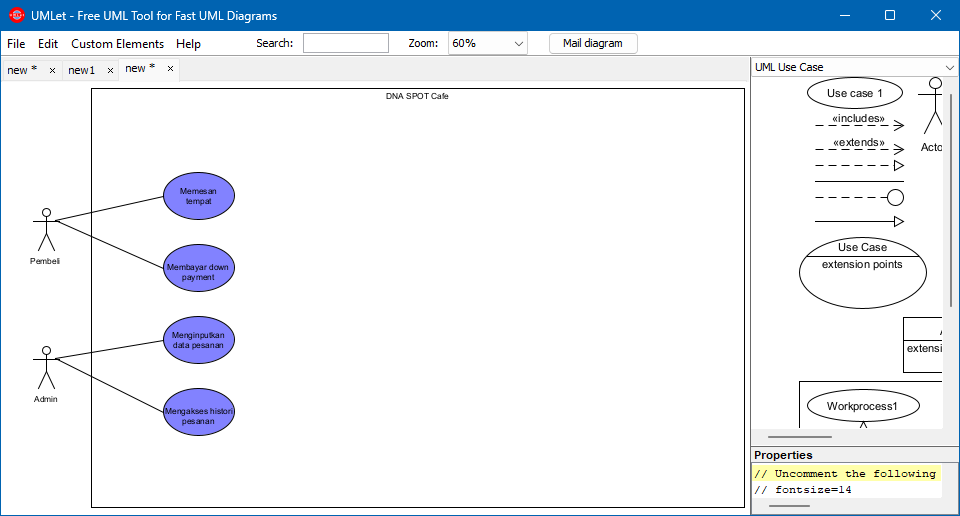 UMLet - Free UML Tool for Fast UML Diagrams
File Edit Custom Elements Help Search: Zoom: 60% Mail diagram
new * new1 new *
DNA SPOT Cafe
Memesan
tempat
Pembeli
Membayar down
payment
Menginputkan
data pesanan
Admin
Mengakses histori
pesanan
UML Use Case
Use case 1
«includes»
«extends»
Acto
Use Case
extension points
extensi
Workprocess1
Properties
// Uncomment the following
// fontsize=14